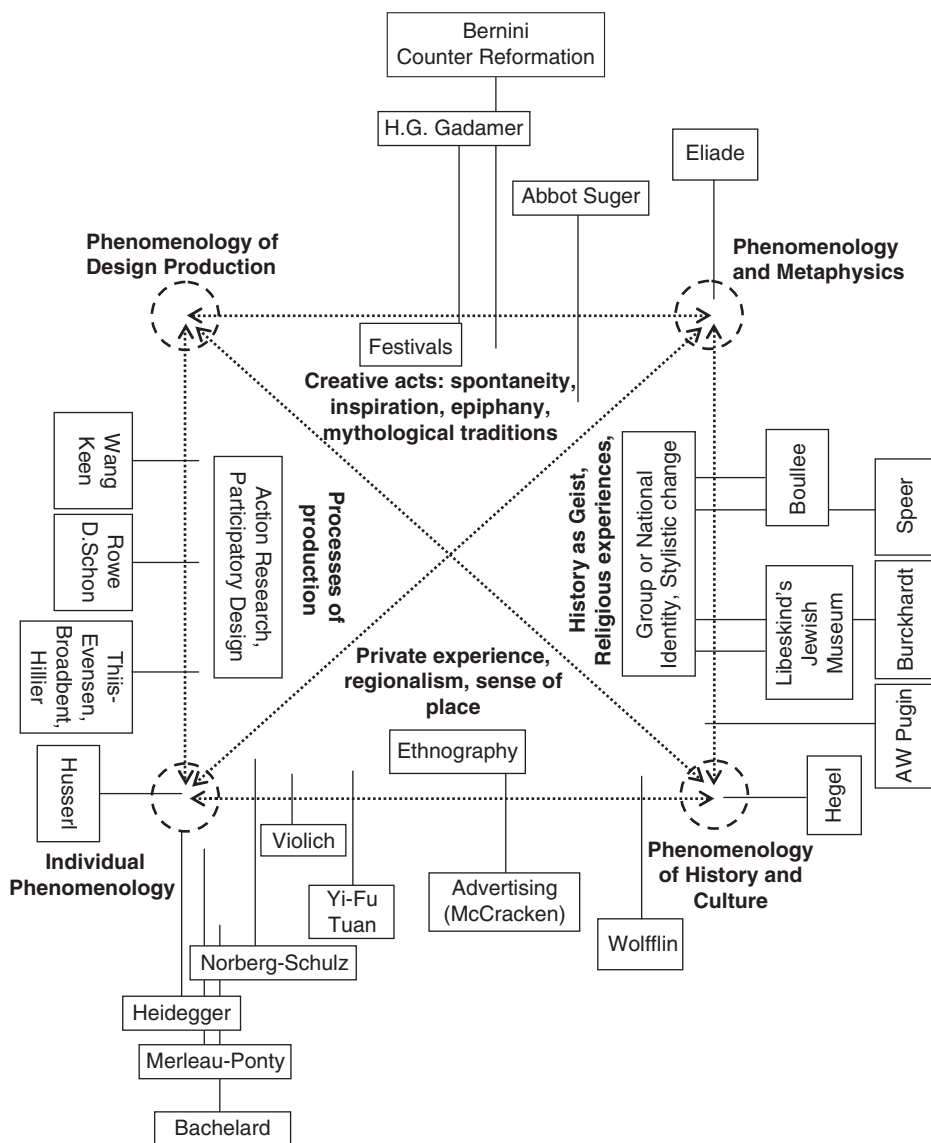 Bernini
Counter Reformation
H.G. Gadamer
Eliade
Abbot Suger
Phenomenology of
Design Production
Phenomenology
and Metaphysics
Festivals
Creative acts: spontaneity,
inspiration, epiphany,
mythological traditions
Wang
Keen
Rowe
D.Schon
Thiis-
Evensen,
Broadbent,
Hillier
Action Research,
Participatory Design
Processes of
production
History as Geist,
Religious experiences,
Group or National
Identity, Stylistic change
Boullee
Speer
Libeskind's
Jewish
Museum
Burckhardt
AW Pugin
Private experience,
regionalism, sense of
place
Ethnography
Husserl
Hegel
Individual
Phenomenology
Violich
Yi-Fu
Tuan
Advertising
(McCracken)
Phenomenology
of History and
Culture
Wolfflin
Norberg-Schulz
Heidegger
Merleau-Ponty
Bachelard